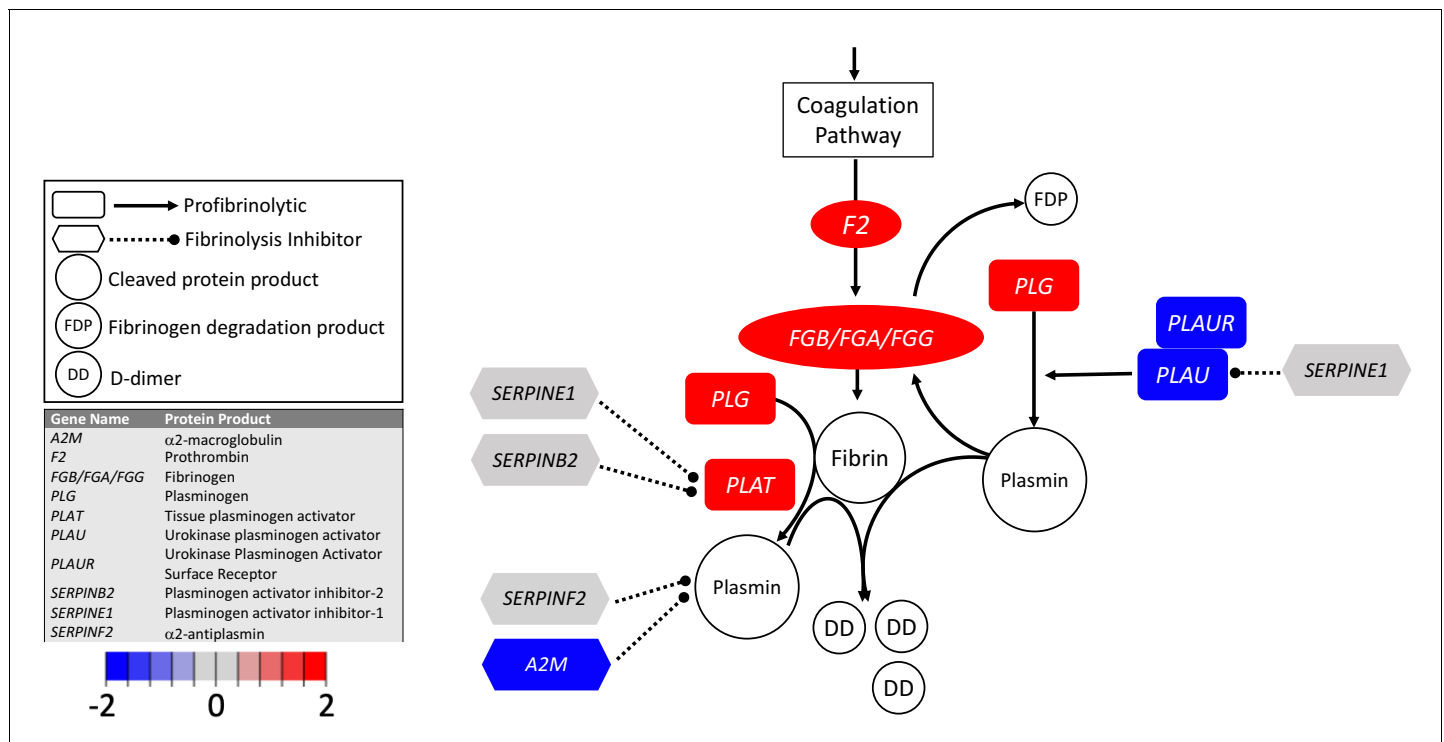 Coagulation
Pathway
F2
FDP
PLG
FGB/FGA/FGG
PLAUR
PLAU
SERPINE1
SERPINE1
PLG
SERPINB2
PLAT
Fibrin
Plasmin
Plasmin
SERPINF2
A2M
DD
DD
DD
Profibrinolytic
Fibrinolysis Inhibitor
Cleaved protein product
FDP Fibrinogen degradation product
DD D-dimer
Gene Name Protein Product
A2M α2-macroglobulin
F2 Prothrombin
FGB/FGA/FGG Fibrinogen
PLG Plasminogen
PLAT Tissue plasminogen activator
PLAU Urokinase plasminogen activator
PLAUR Urokinase Plasminogen Activator
Surface Receptor
SERPINB2 Plasminogen activator inhibitor-2
SERPINE1 Plasminogen activator inhibitor-1
SERPINF2 α2-antiplasmin
-2 0 2